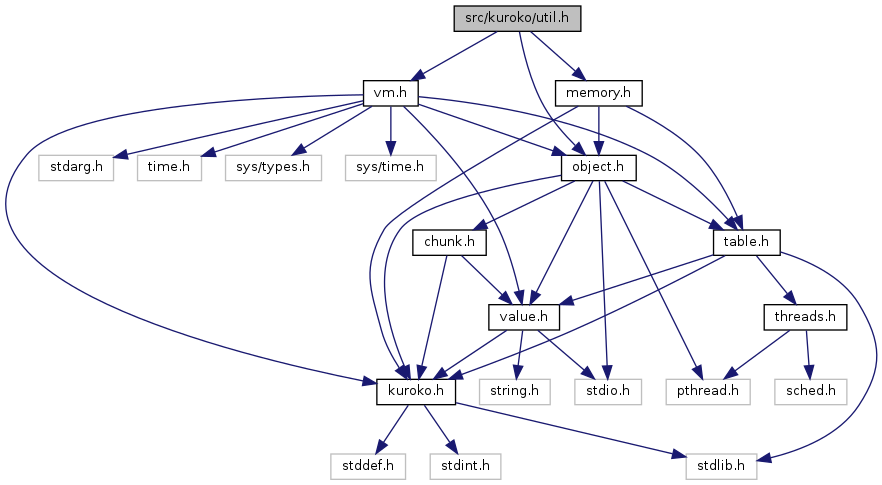 src/kuroko/util.h
vm.h
memory.h
stdarg.h
time.h
sys/types.h
sys/time.h
object.h
chunk.h
table.h
value.h
threads.h
kuroko.h
string.h
stdio.h
pthread.h
sched.h
stddef.h
stdint.h
stdlib.h